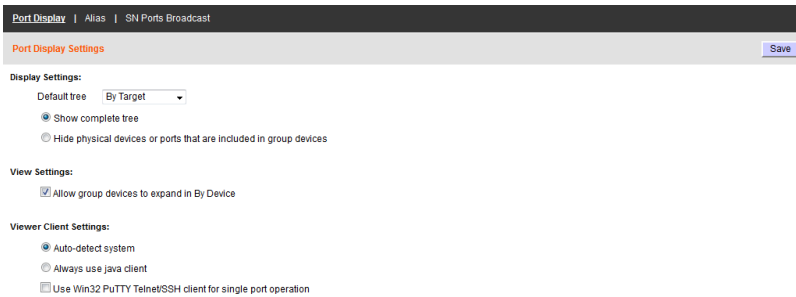 Port Display | Alias | SN Ports Broadcast
Port Display Settings Save
Display Settings:
Default tree By Target
Show complete tree
Hide physical devices or ports that are included in group devices
View Settings:
Allow group devices to expand in By Device
Viewer Client Settings:
Auto-detect system
Always use java client
Use Win32 PuTTY Telnet/SSH client for single port operation